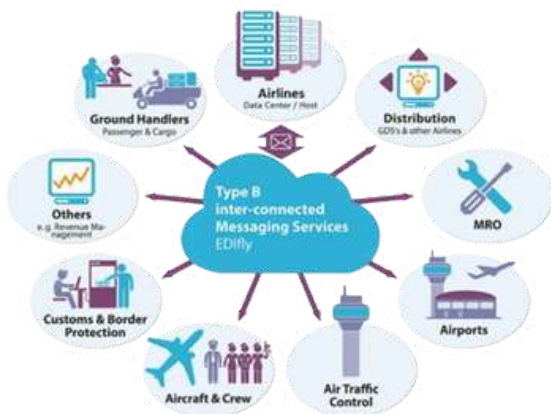 Airlines
Data Center / Host
Ground Handlers
Passenger & Cargo
Distribution
GDS's & other Airlines
Type B
inter-connected
Messaging Services
EDIfly
Others
e.g. Revenue Ma-
nagement
MRO
Customs & Border
Protection
Airports
Aircraft & Crew
Air Traffic
Control